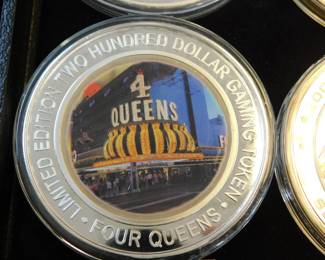 • LIMITED EDITION TWO HUNDRED DOLLAR GAMING TOKEN •
FOUR QUEENS
4
QUEENS